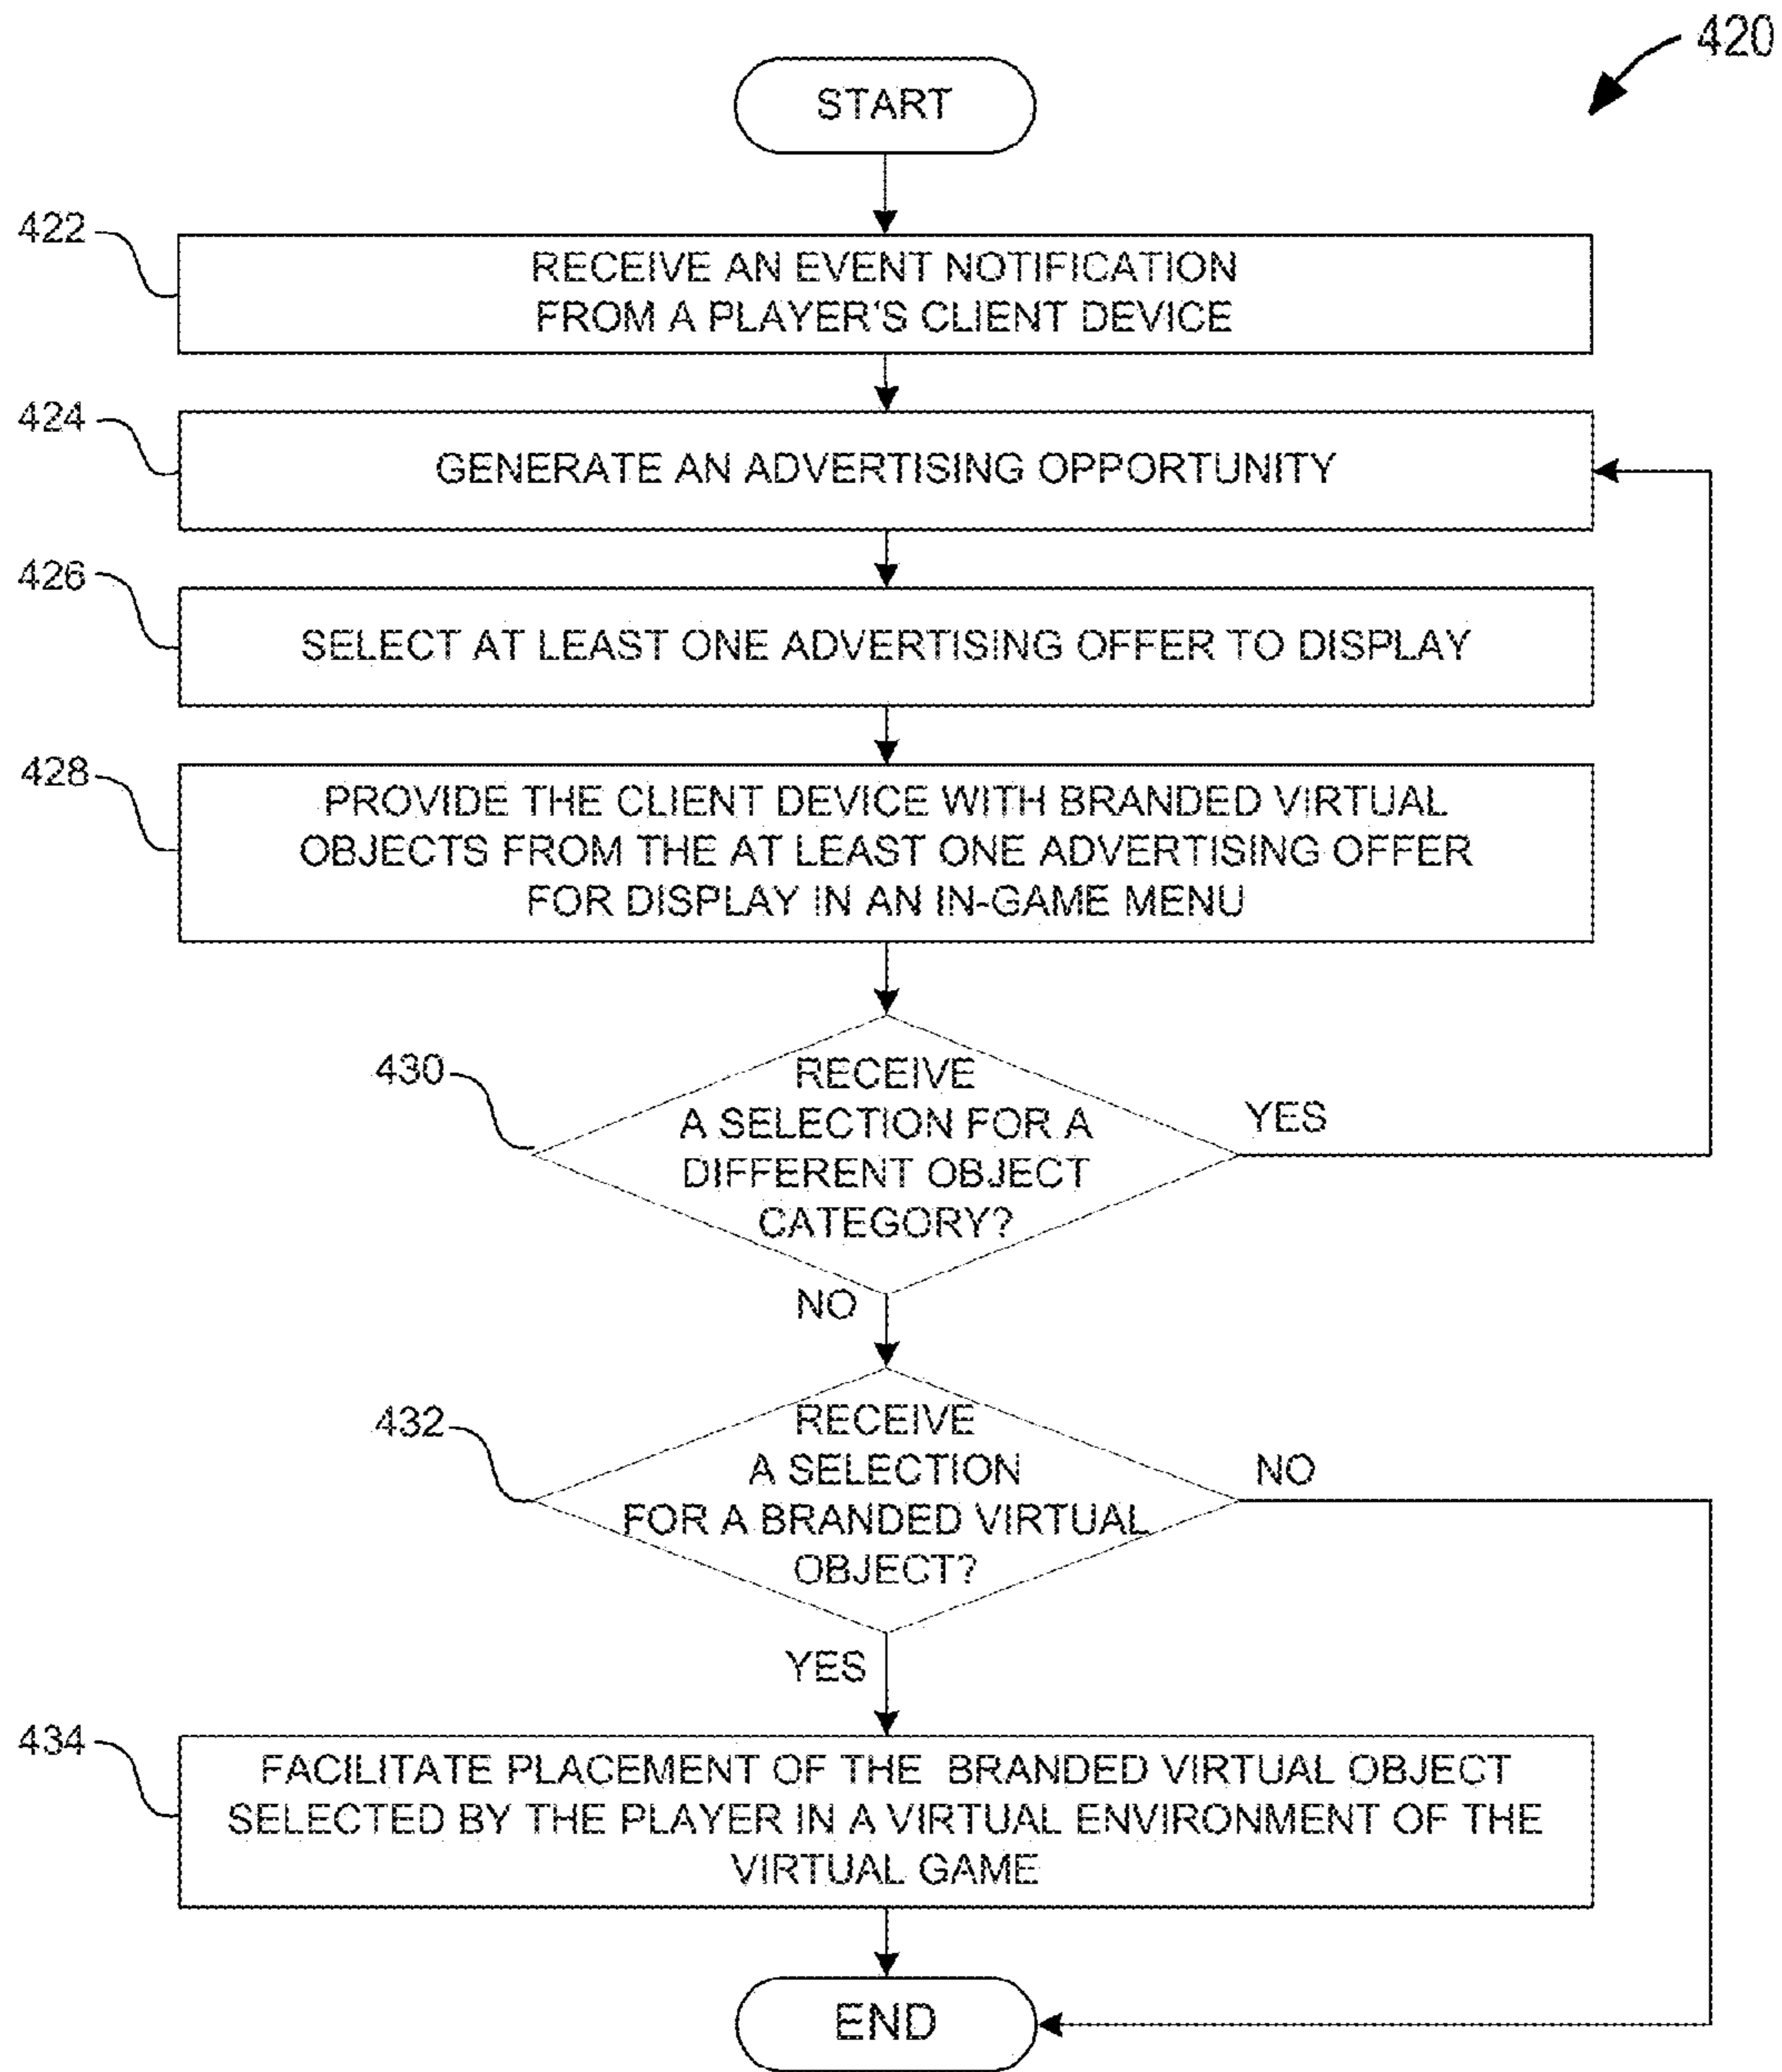 420
START
422
RECEIVE AN EVENT NOTIFICATION
FROM A PLAYER'S CLIENT DEVICE
424
GENERATE AN ADVERTISING OPPORTUNITY
426
SELECT AT LEAST ONE ADVERTISING OFFER TO DISPLAY
428
PROVIDE THE CLIENT DEVICE WITH BRANDED VIRTUAL
OBJECTS FROM THE AT LEAST ONE ADVERTISING OFFER
FOR DISPLAY IN AN IN-GAME MENU
430
RECEIVE
A SELECTION FOR A
DIFFERENT OBJECT
CATEGORY?
YES
NO
432
RECEIVE
A SELECTION
FOR A BRANDED VIRTUAL
OBJECT?
NO
YES
434
FACILITATE PLACEMENT OF THE BRANDED VIRTUAL OBJECT
SELECTED BY THE PLAYER IN A VIRTUAL ENVIRONMENT OF THE
VIRTUAL GAME
END